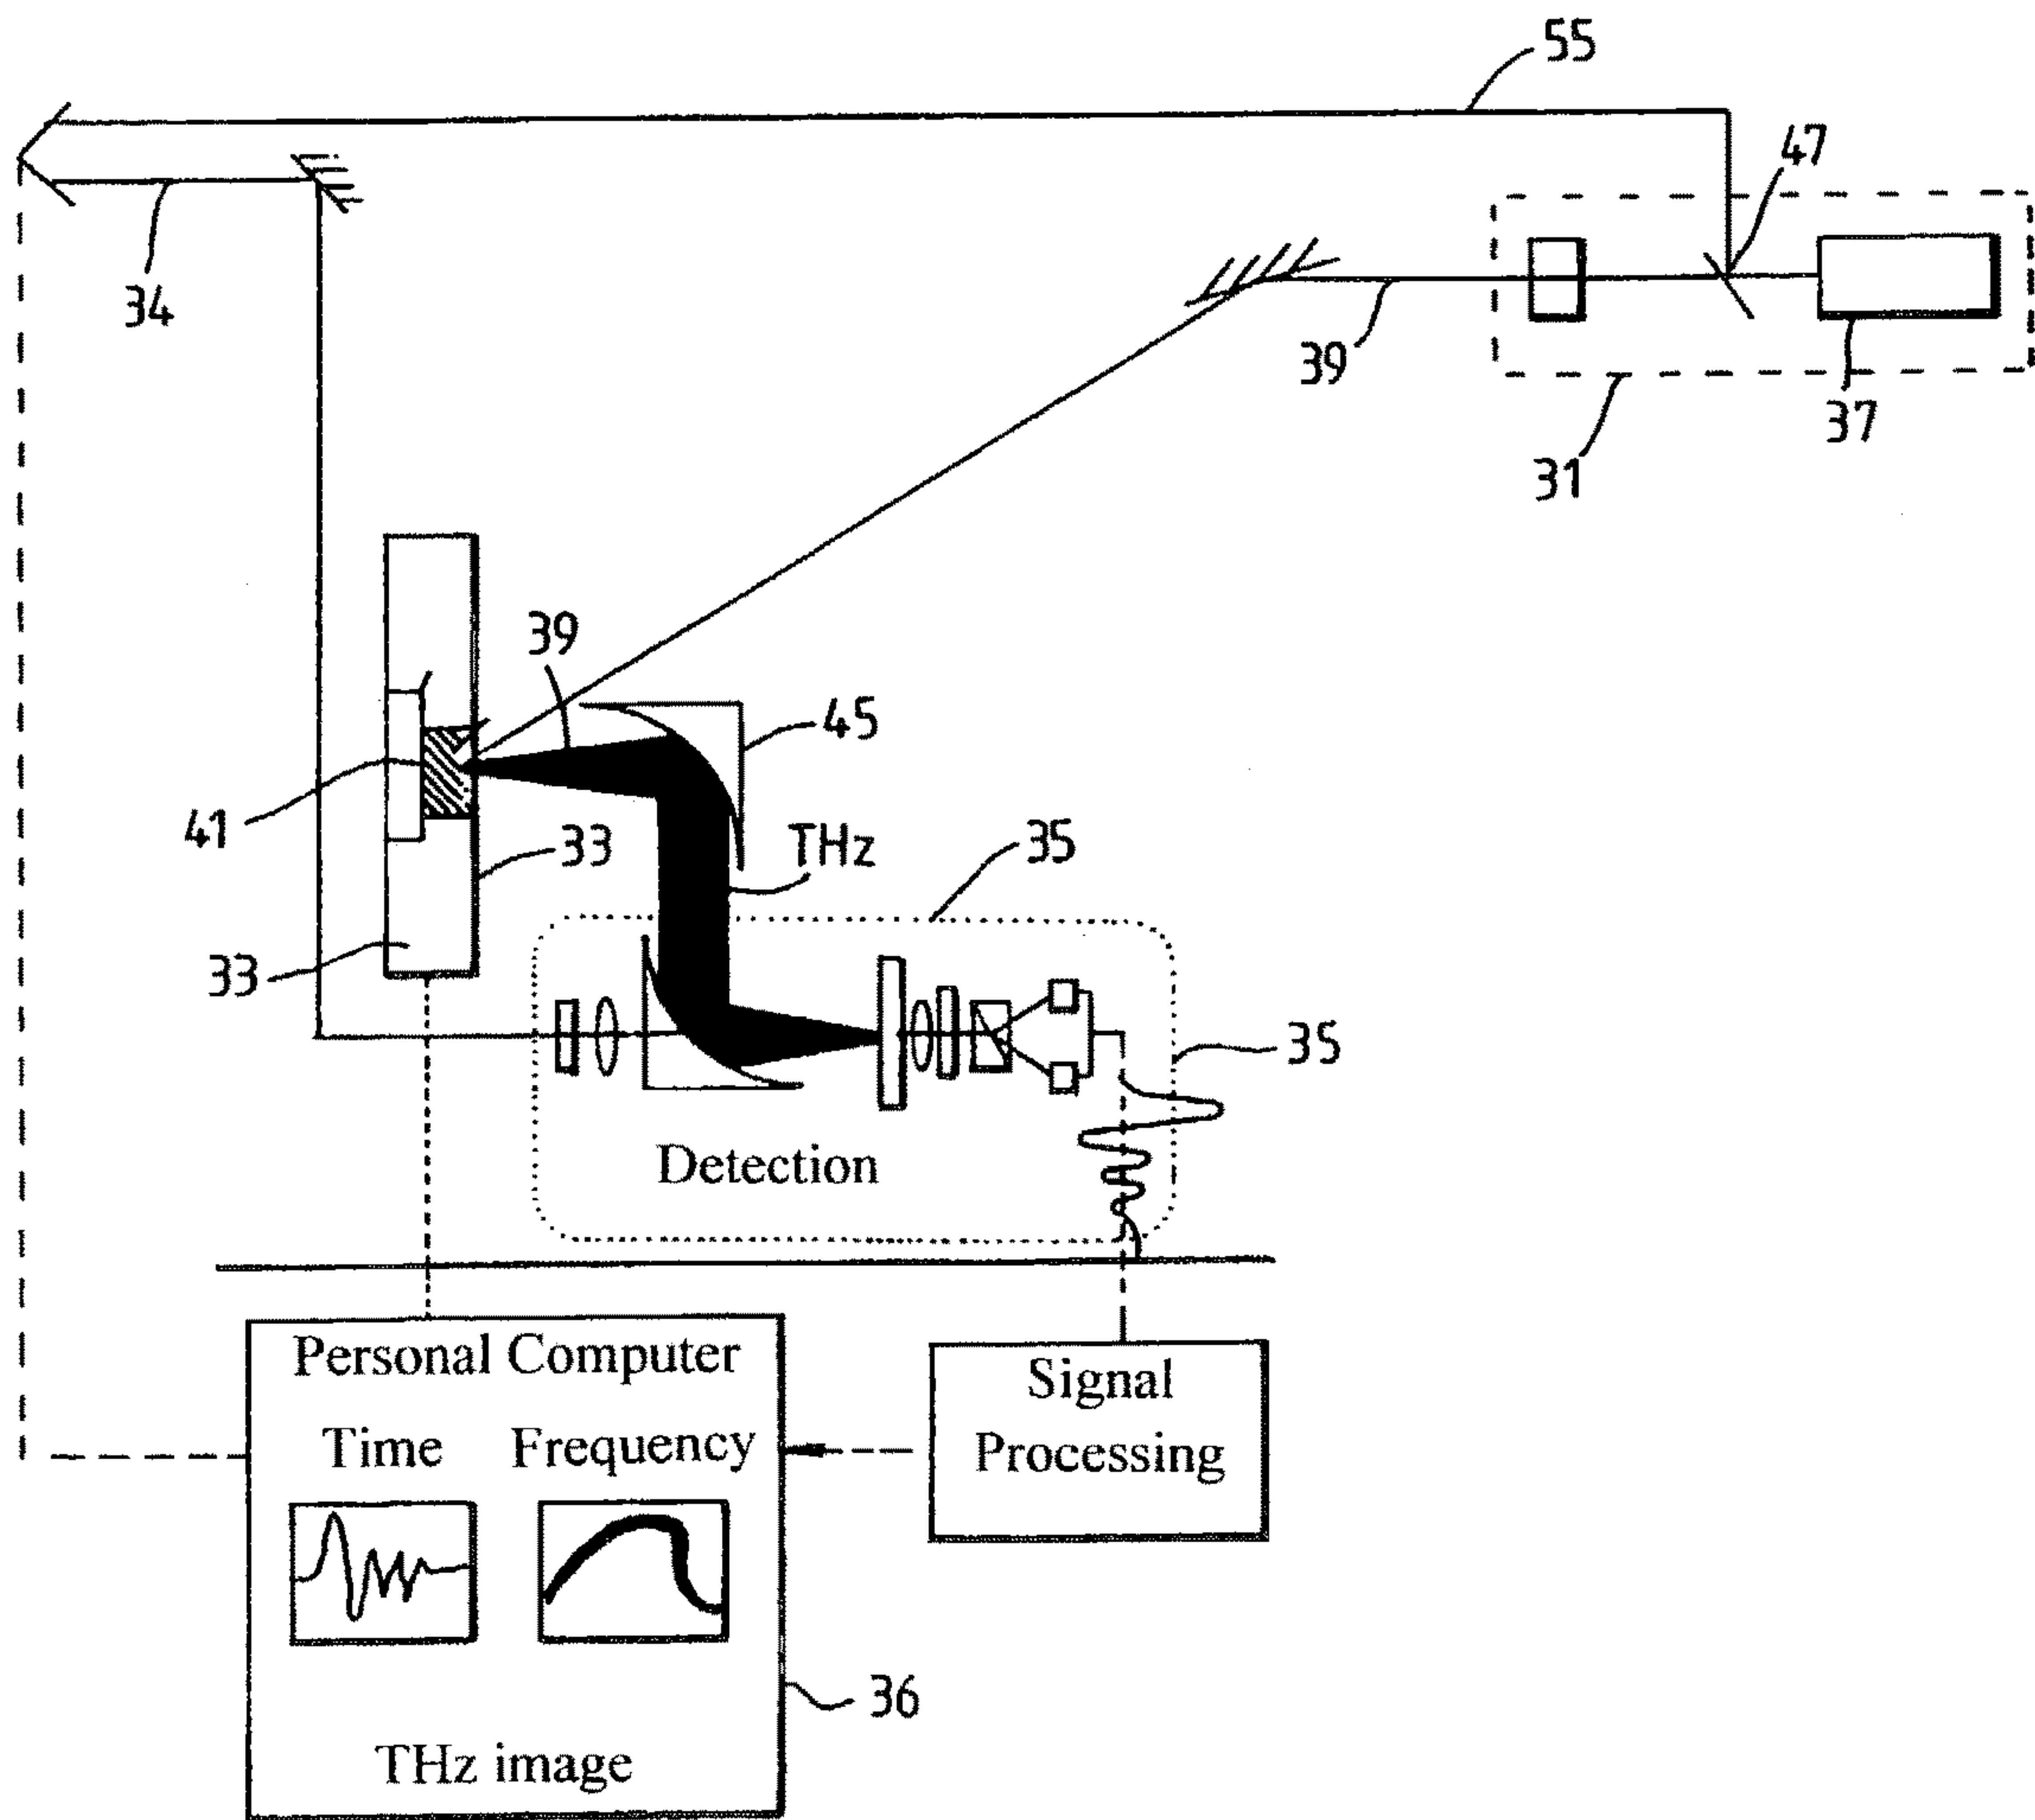 55
47
34
39
37
31
39
45
41
33
THz
35
33
35
Detection
Personal Computer
Signal
Processing
Time
Frequency
36
THz image